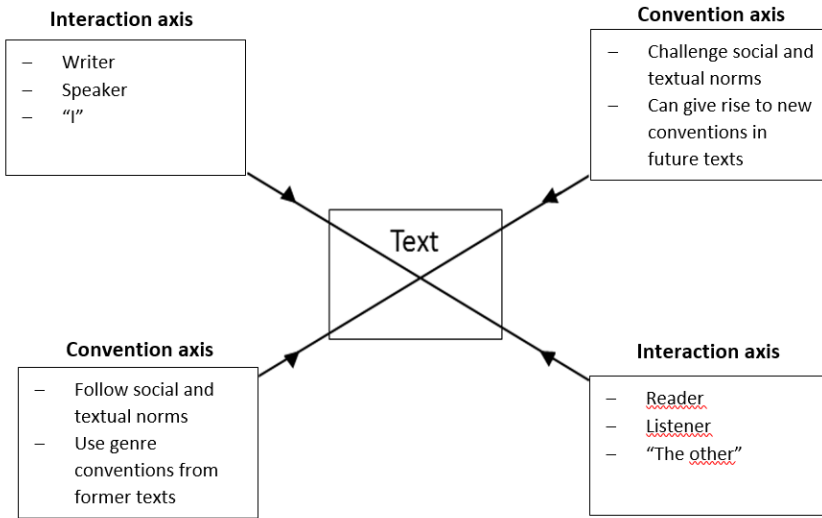 Interaction axis
– Writer
– Speaker
– “I”
Convention axis
– Challenge social and
textual norms
– Can give rise to new
conventions in
future texts
Text
Convention axis
– Follow social and
textual norms
– Use genre
conventions from
former texts
Interaction axis
– Reader
– Listener
– “The other”